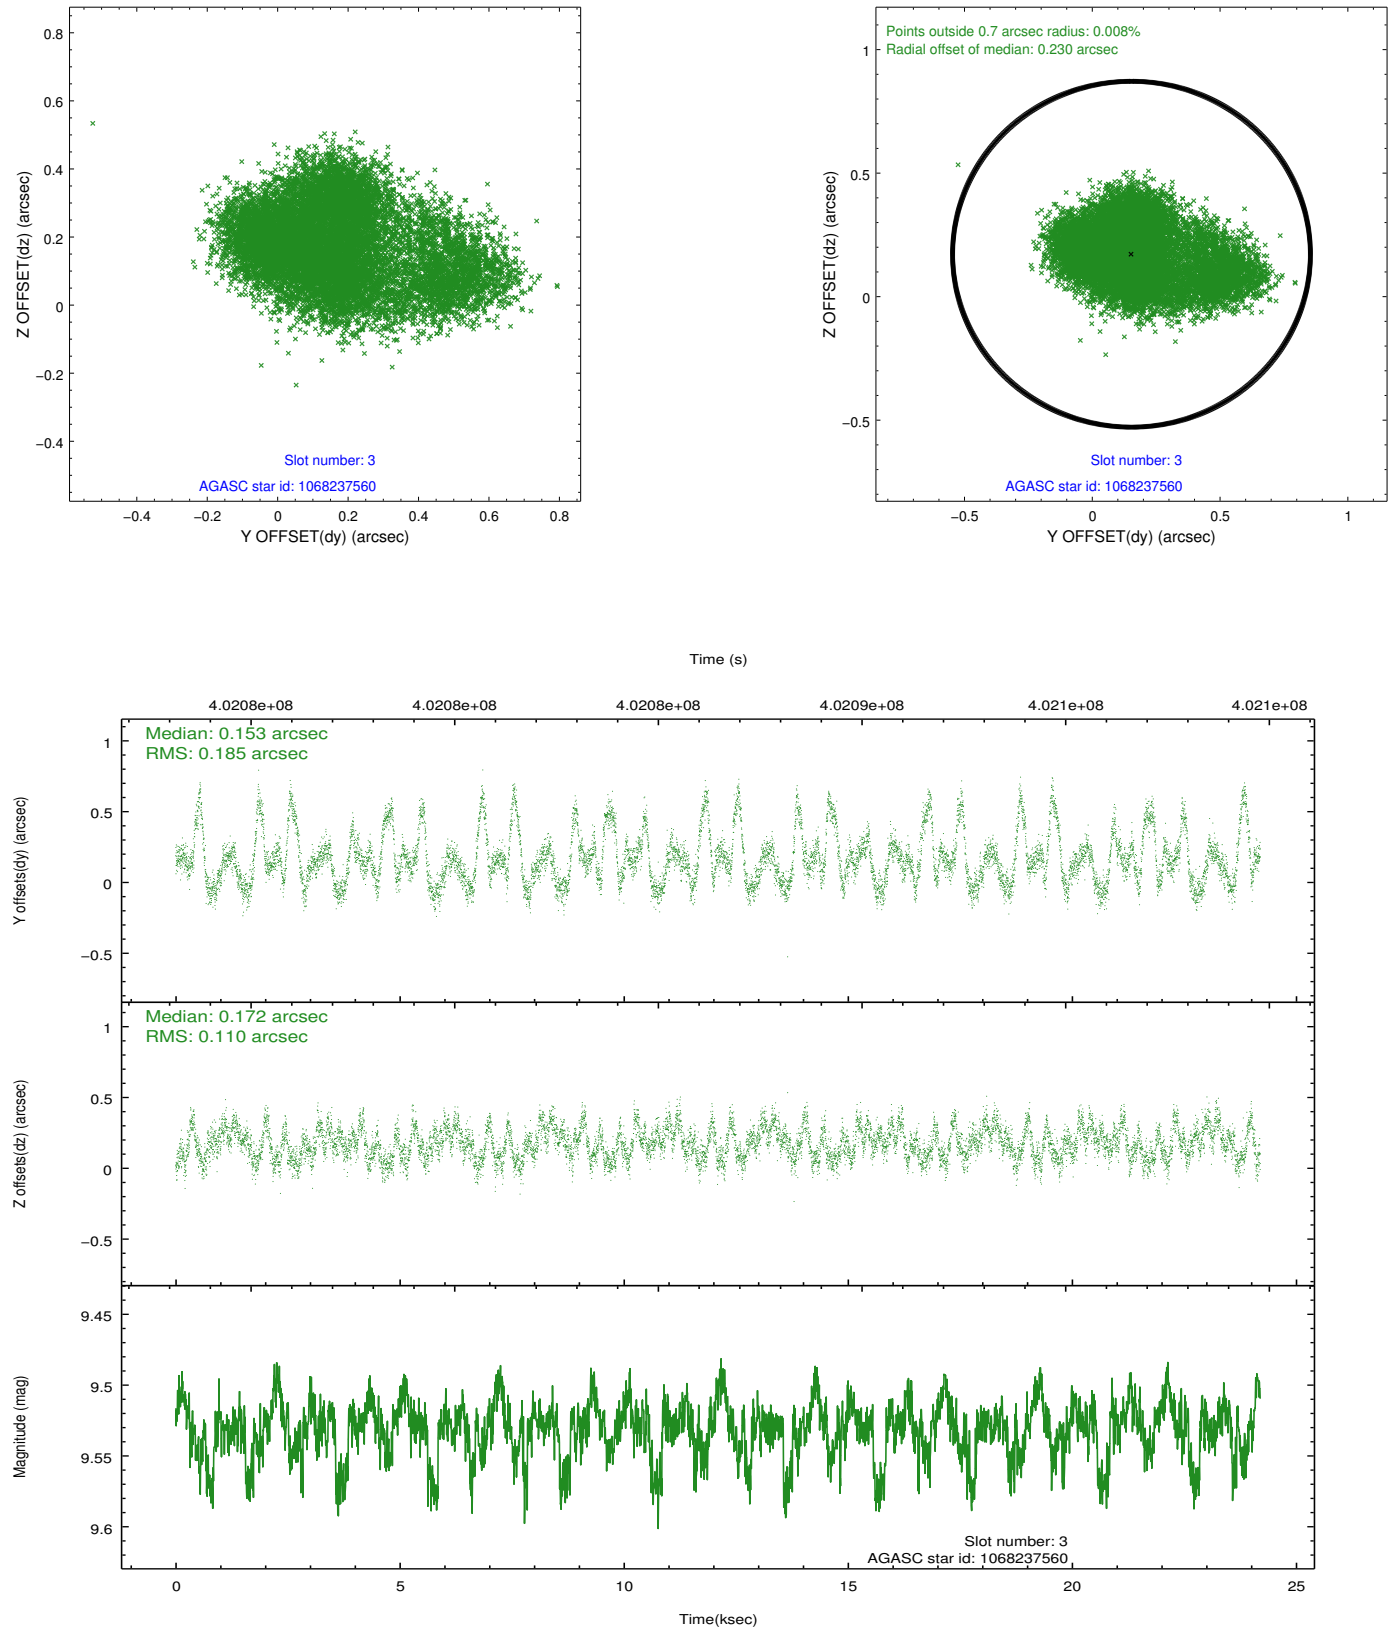 0.8
0.6
0.4
0.2
0
−0.2
−0.4
Z OFFSET(dz) (arcsec)
Slot number: 3
AGASC star id: 1068237560
−0.4 −0.2 0 0.2 0.4 0.6 0.8
Y OFFSET(dy) (arcsec)
Points outside 0.7 arcsec radius: 0.008%
Radial offset of median: 0.230 arcsec
1
0.5
0
−0.5
Z OFFSET(dz) (arcsec)
Slot number: 3
AGASC star id: 1068237560
−0.5 0 0.5 1
Y OFFSET(dy) (arcsec)
Time (s)
4.0208e+08 4.0208e+08 4.0208e+08 4.0209e+08 4.021e+08 4.021e+08
Median: 0.153 arcsec
RMS: 0.185 arcsec
1
0.5
0
−0.5
Y offsets(dy) (arcsec)
Median: 0.172 arcsec
RMS: 0.110 arcsec
1
0.5
0
−0.5
Z offsets(dz) (arcsec)
9.45
9.5
9.55
9.6
Magnitude (mag)
Slot number: 3
AGASC star id: 1068237560
0 5 10 15 20 25
Time(ksec)